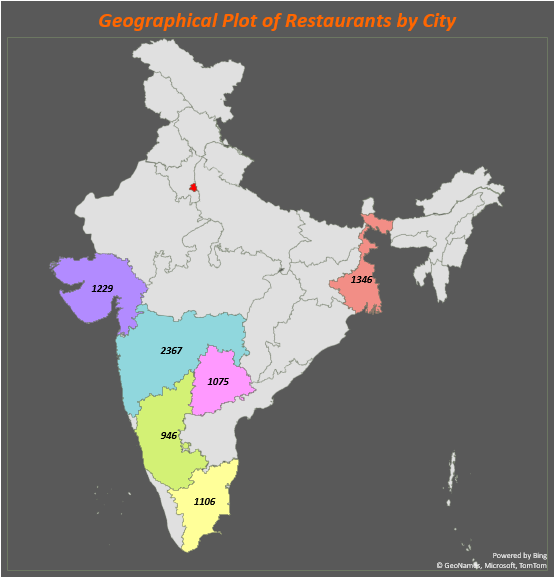 Geographical Plot of Restaurants by City
1346
1229
2367
1075
946
1106
Powered by Bing
© GeoNames, Microsoft, TomTom